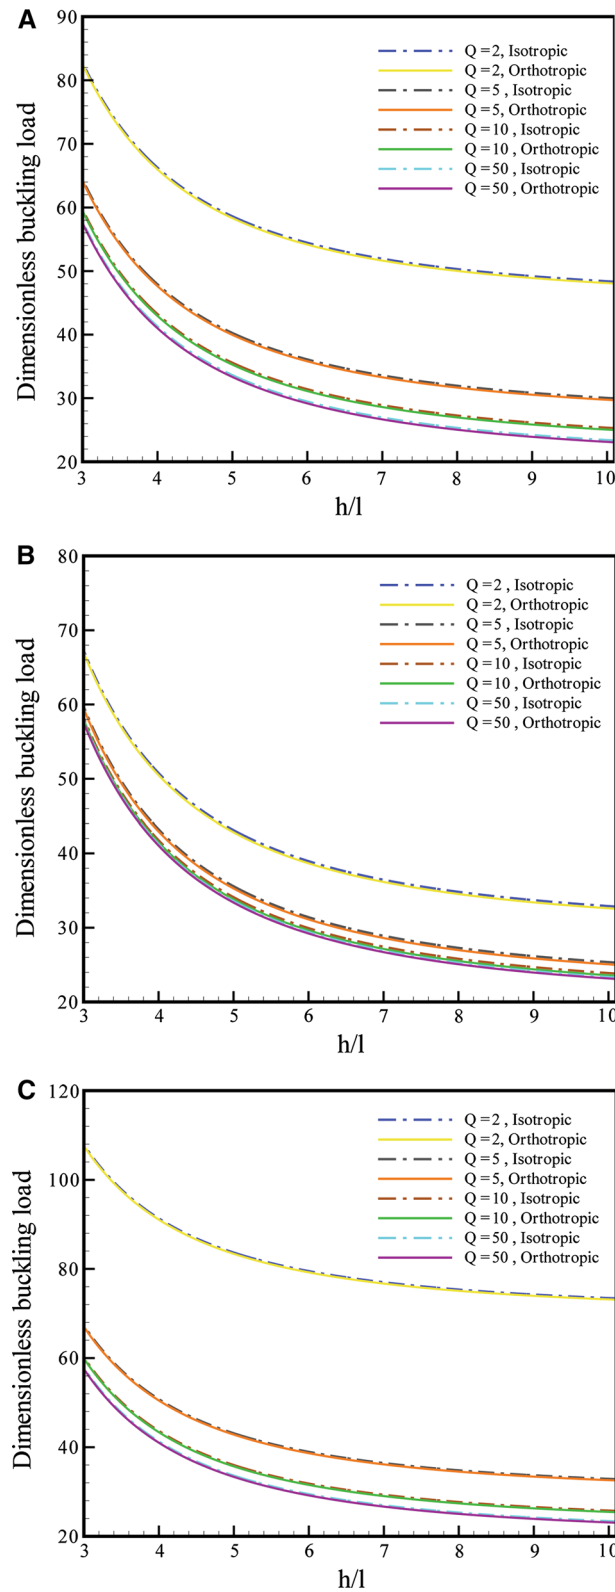 A
90
80
70
60
50
40
30
20
Dimensionless buckling load
Q = 2, Isotropic
Q = 2, Orthotropic
Q = 5 , Isotropic
Q = 5, Orthotropic
Q = 10 , Isotropic
Q = 10 , Orthotropic
Q = 50 , Isotropic
Q = 50 , Orthotropic
3 4 5 6 7 8 9 10
h/l
B
80
70
60
50
40
30
20
Dimensionless buckling load
Q = 2 , Isotropic
Q = 2, Orthotropic
Q = 5 , Isotropic
Q = 5, Orthotropic
Q = 10 , Isotropic
Q = 10 , Orthotropic
Q = 50 , Isotropic
Q = 50 , Orthotropic
3 4 5 6 7 8 9 10
h/l
C
120
100
80
60
40
20
Dimensionless buckling load
Q = 2 , Isotropic
Q = 2, Orthotropic
Q = 5 , Isotropic
Q = 5, Orthotropic
Q = 10 , Isotropic
Q = 10 , Orthotropic
Q = 50 , Isotropic
Q = 50 , Orthotropic
3 4 5 6 7 8 9 10
h/l